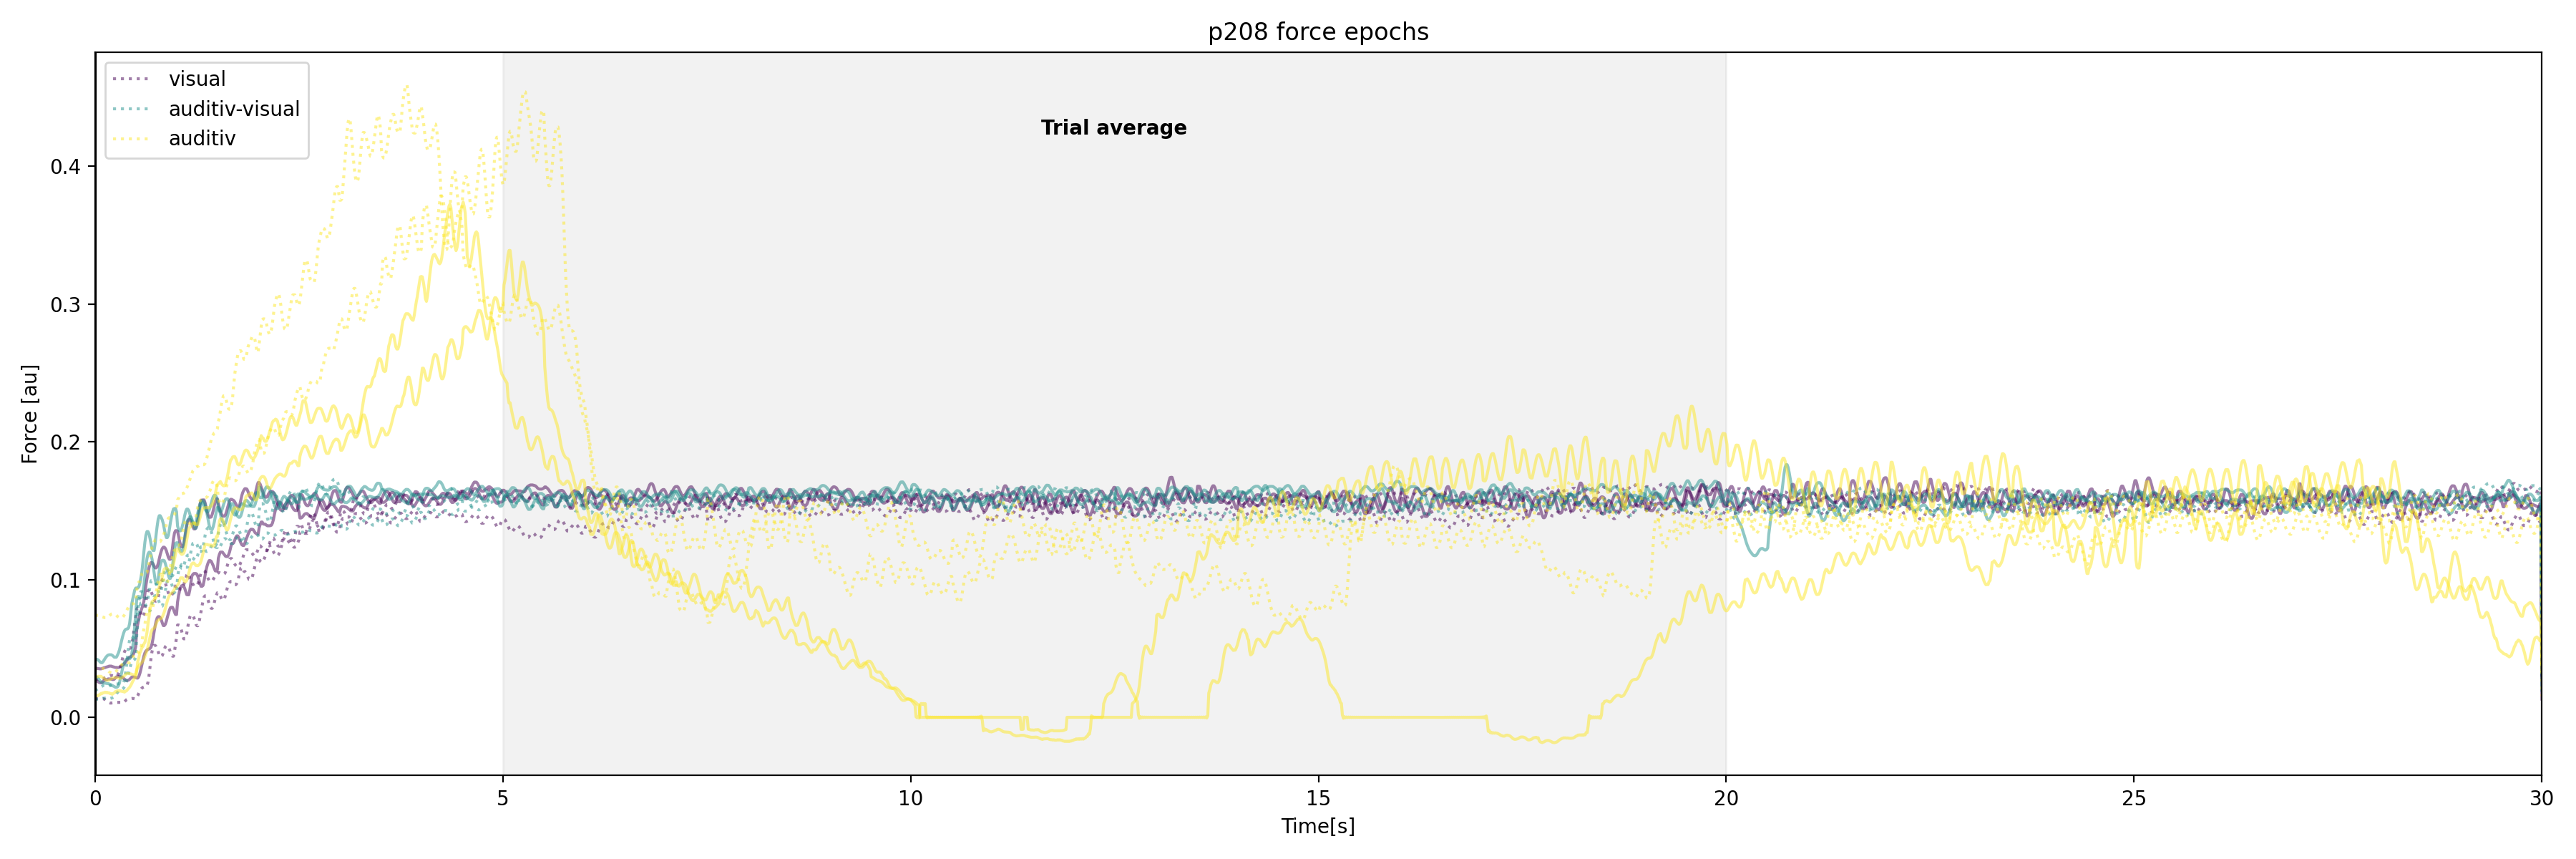 p208 force epochs
visual
auditiv-visual
auditiv
Trial average
Force [au]
0.4
0.3
0.2
0.1
0.0
0 5 10 15 20 25 30
Time[s]